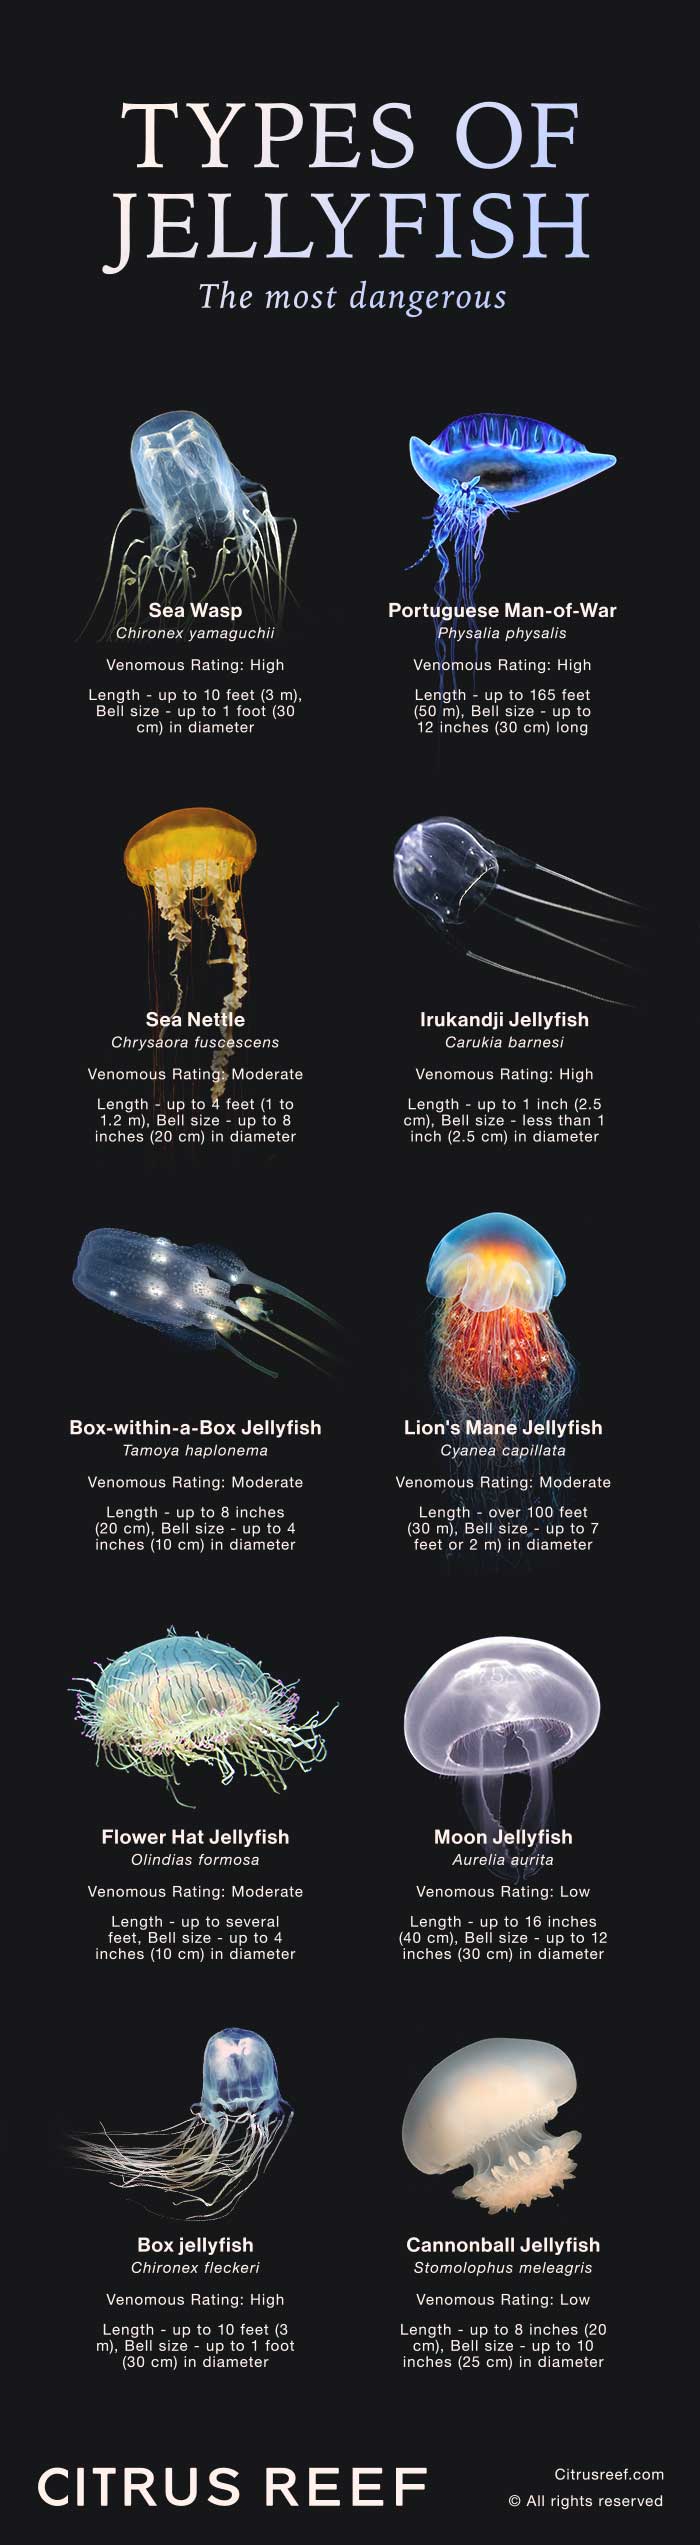 TYPES OF
JELLYFISH
The most dangerous
Sea Wasp
Chironex yamaguchii
Venomous Rating: High
Length - up to 10 feet (3 m),
Bell size - up to 1 foot (30
cm) in diameter
Portuguese Man-of-War
Physalia physalis
Venomous Rating: High
Length - up to 165 feet
(50 m), Bell size - up to
12 inches (30 cm) long
Sea Nettle
Chrysaora fuscescens
Venomous Rating: Moderate
Length - up to 4 feet (1 to
1.2 m), Bell size - up to 8
inches (20 cm) in diameter
Irukandji Jellyfish
Carukia barnesi
Venomous Rating: High
Length - up to 1 inch (2.5
cm), Bell size - less than 1
inch (2.5 cm) in diameter
Box-within-a-Box Jellyfish
Tamoya haplonema
Venomous Rating: Moderate
Length - up to 8 inches
(20 cm), Bell size - up to 4
inches (10 cm) in diameter
Lion's Mane Jellyfish
Cyanea capillata
Venomous Rating: Moderate
Length - over 100 feet
(30 m), Bell size - up to 7
feet or 2 m) in diameter
Flower Hat Jellyfish
Olindias formosa
Venomous Rating: Moderate
Length - up to several
feet, Bell size - up to 4
inches (10 cm) in diameter
Moon Jellyfish
Aurelia aurita
Venomous Rating: Low
Length - up to 16 inches
(40 cm), Bell size - up to 12
inches (30 cm) in diameter
Box jellyfish
Chironex fleckeri
Venomous Rating: High
Length - up to 10 feet (3
m), Bell size - up to 1 foot
(30 cm) in diameter
Cannonball Jellyfish
Stomolophus meleagris
Venomous Rating: Low
Length - up to 8 inches (20
cm), Bell size - up to 10
inches (25 cm) in diameter
CITRUS REEF
Citrusreef.com
© All rights reserved